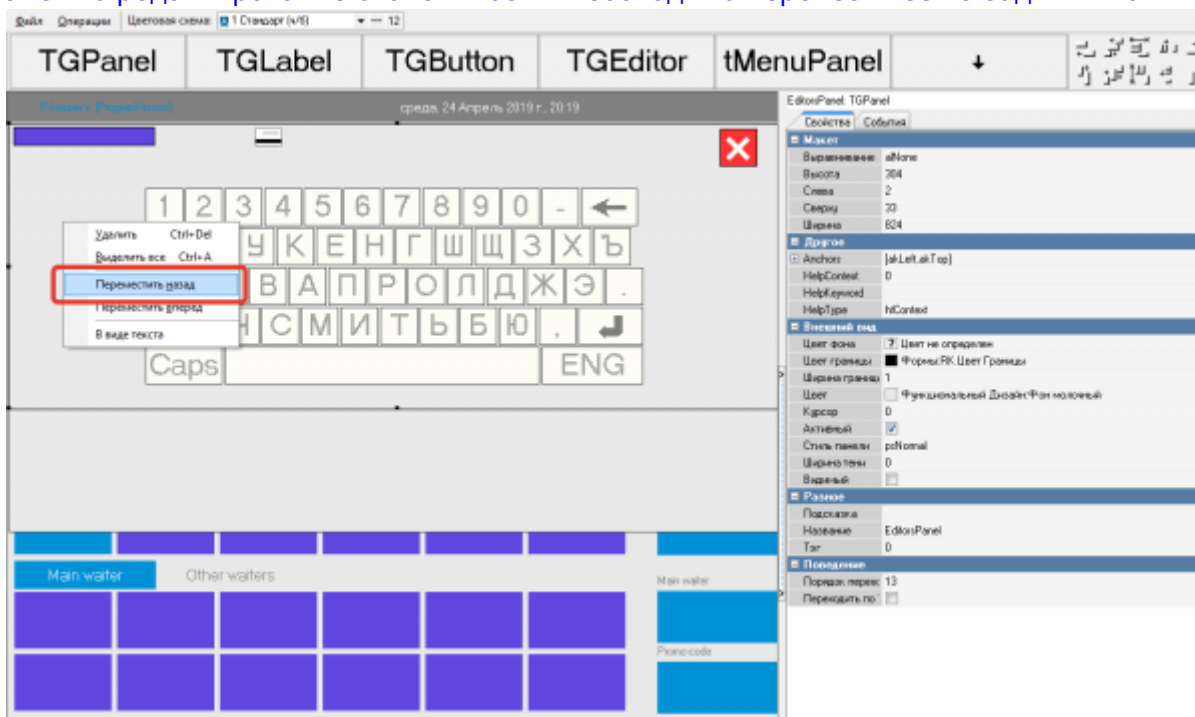 Файл Операции Цветовая схема: 1 Стандарт (ч/б) 12
TGPanel TGLabel TGButton TGEditor tMenuPanel
среда, 24 Апрель 2019 г., 20:19
EditorsPanel: TGPanel
Свойства События
Макет
Выравнивание alNone
Высота 304
Слева 2
Сверху 33
Ширина 824
Другое
Anchors [akLeft,akTop]
HelpContext 0
HelpKeyword
HelpType htContext
Внешний вид
Цвет фона Цвет не определен
Цвет границы Формы:RK Цвет Границы
Ширина границы 1
Цвет Функциональный Дизайн:Фон молочный
Курсор 0
Активный
Стиль панели psNormal
Ширина тени 0
Видимый
Разное
Подсказка
Название EditorsPanel
Тэг 0
Поведение
Порядок перехо 13
Переходить по
1 2 3 4 5 6 7 8 9 0 -
У К Е Н Г Ш Щ З Х Ъ
В А П Р О Л Д Ж Э .
Н С М И Т Ь Б Ю ,
Caps ENG
Удалить Ctrl+Del
Выделить все Ctrl+A
Переместить назад
Переместить вперед
В виде текста
Main waiter Other waiters
Main waiter
Promo code